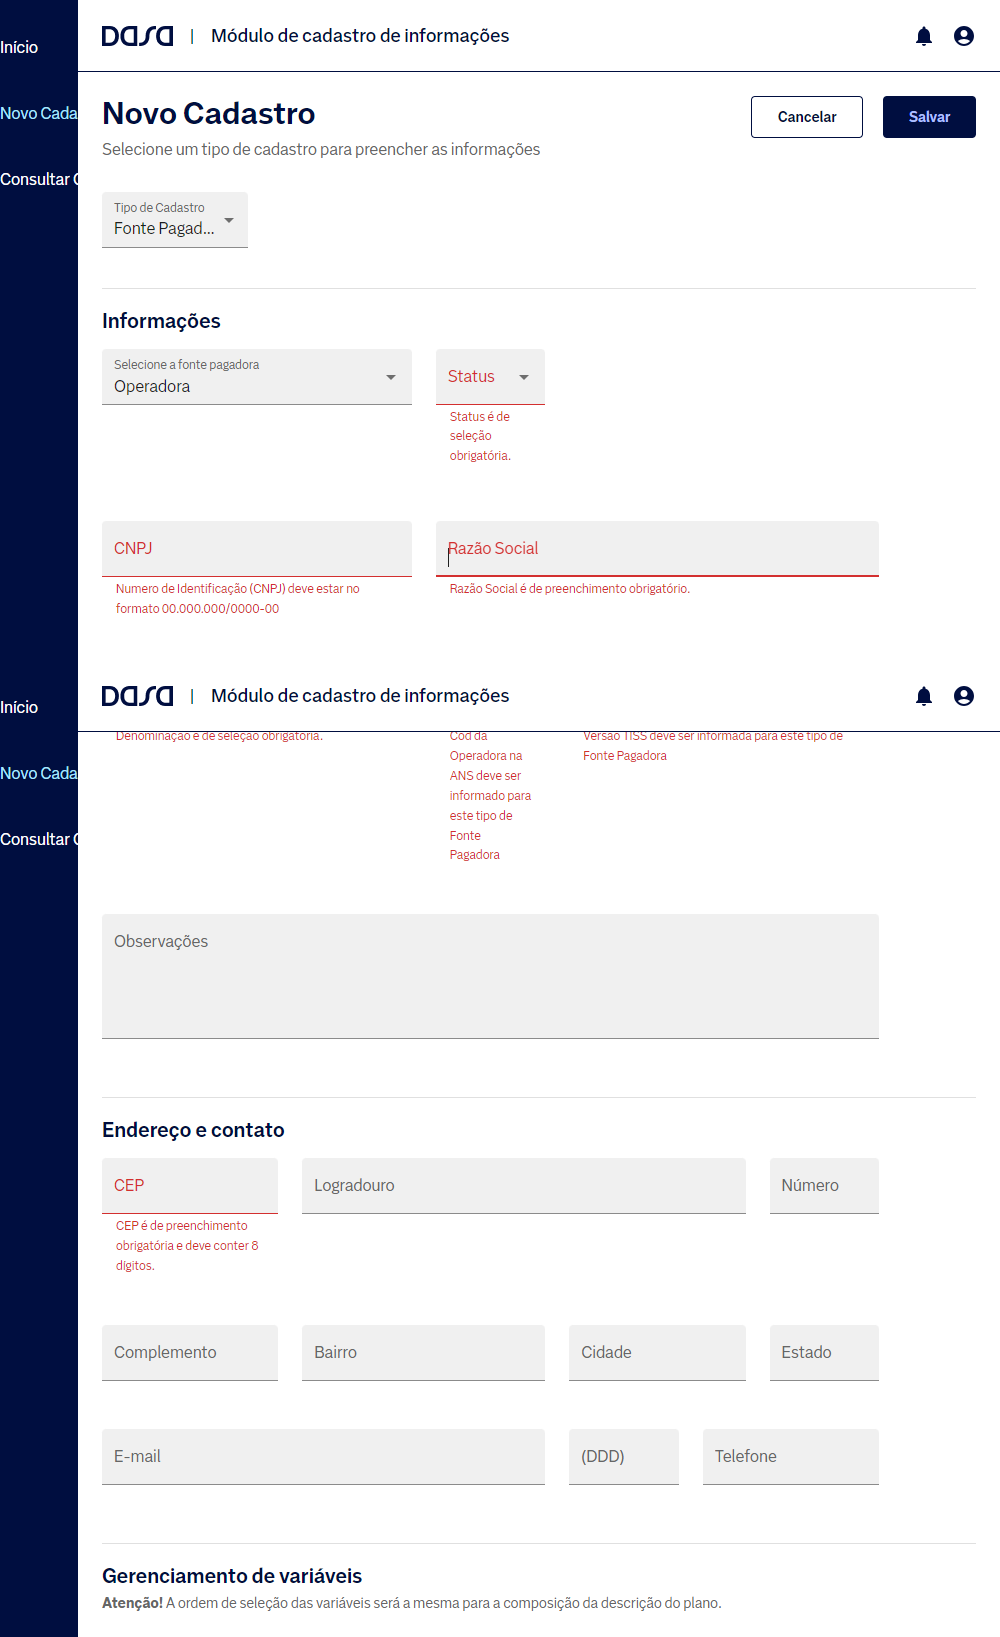 Início
Novo Cada
Consultar
Dasa | Módulo de cadastro de informações
Novo Cadastro
Cancelar
Salvar
Selecione um tipo de cadastro para preencher as informações
Tipo de Cadastro
Fonte Pagad...
Informações
Selecione a fonte pagadora
Operadora
Status
Status é de
seleção
obrigatória.
CNPJ
Numero de Identificação (CNPJ) deve estar no
formato 00.000.000/0000-00
Razão Social
Razão Social é de preenchimento obrigatório.
Início
Novo Cada
Consultar
Dasa | Módulo de cadastro de informações
Denominação é de seleção obrigatória.
Cód da
Operadora na
ANS deve ser
informado para
este tipo de
Fonte
Pagadora
Versão TISS deve ser informada para este tipo de
Fonte Pagadora
Observações
Endereço e contato
CEP
CEP é de preenchimento
obrigatória e deve conter 8
dígitos.
Logradouro
Número
Complemento
Bairro
Cidade
Estado
E-mail
(DDD)
Telefone
Gerenciamento de variáveis
Atenção! A ordem de seleção das variáveis será a mesma para a composição da descrição do plano.